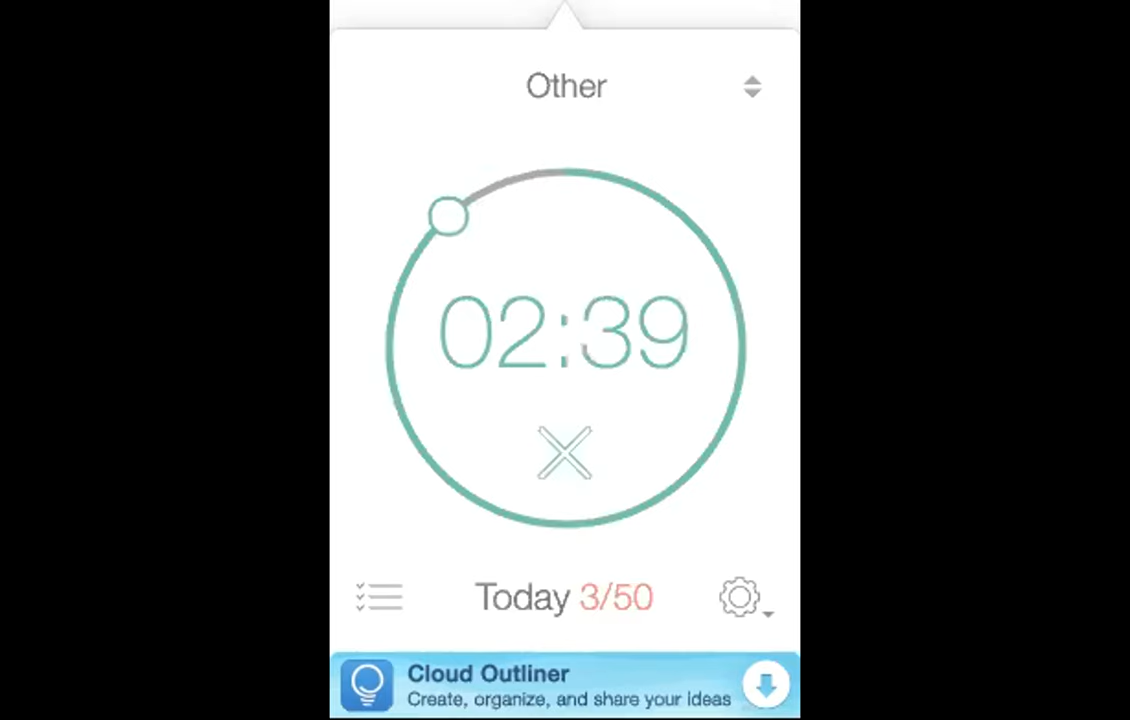 Other
02:39
Today 3/50
Cloud Outliner
Create, organize, and share your ideas